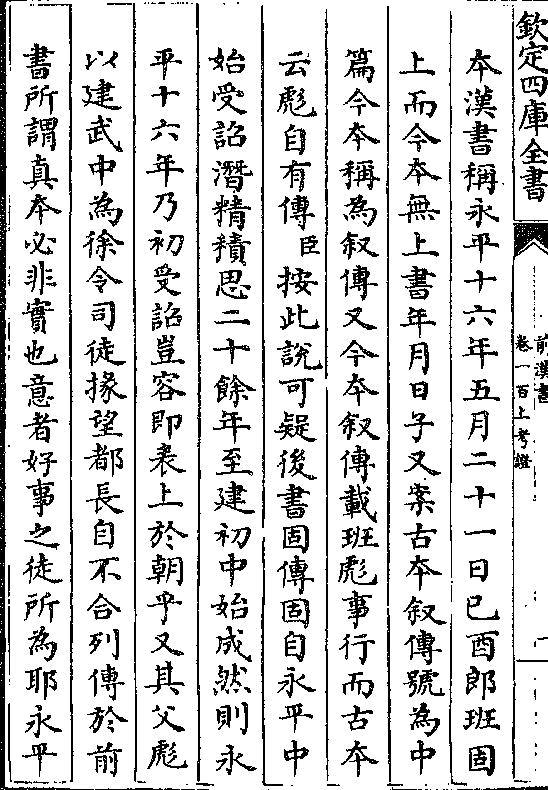 欽定四庫全書
前漢書
卷一百上考證
本漢書稱永平十六年五月二十一日己酉郎班固
上而今本無上書年月日子又案古本叙傳號為中
篇今本稱為叙傳又今本叙傳載班彪事行而古本
云彪自有傳臣按此說可疑後書固傳固自永平中
始受詔潛精積思二十餘年至建初中始成然則永
平十六年乃初受詔豈容即表上於朝乎又其父彪
以建武中為徐令司徒掾望都長自不合列傳於前
書所謂真本必非實也意者好事之徒所為耶永平